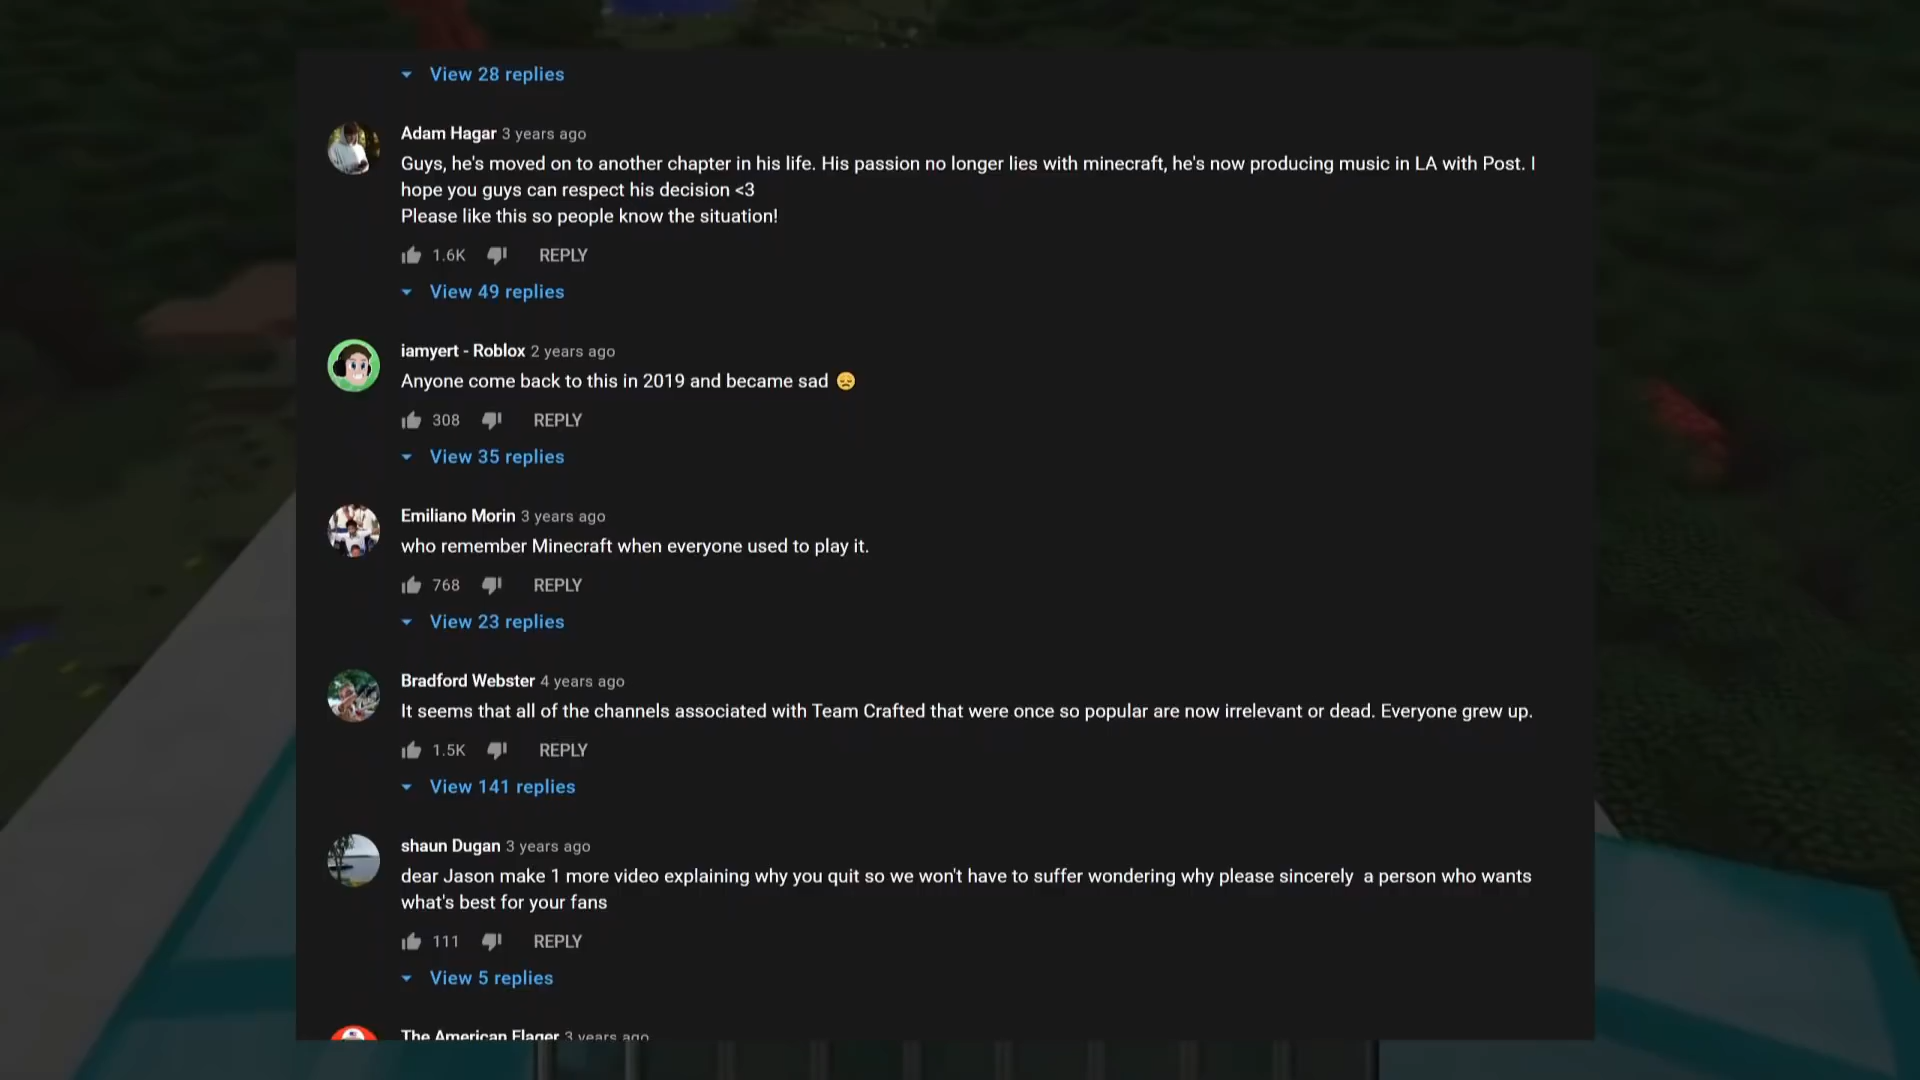 View 28 replies
Adam Hagar 3 years ago
Guys, he's moved on to another chapter in his life. His passion no longer lies with minecraft, he's now producing music in LA with Post. I
hope you guys can respect his decision <3
Please like this so people know the situation!
1.6K REPLY
View 49 replies
iamyert - Roblox 2 years ago
Anyone come back to this in 2019 and became sad 😞
308 REPLY
View 35 replies
Emiliano Morin 3 years ago
who remember Minecraft when everyone used to play it.
768 REPLY
View 23 replies
Bradford Webster 4 years ago
It seems that all of the channels associated with Team Crafted that were once so popular are now irrelevant or dead. Everyone grew up.
1.5K REPLY
View 141 replies
shaun Dugan 3 years ago
dear Jason make 1 more video explaining why you quit so we won't have to suffer wondering why please sincerely  a person who wants
what's best for your fans
111 REPLY
View 5 replies
The American Flager 3 years ago